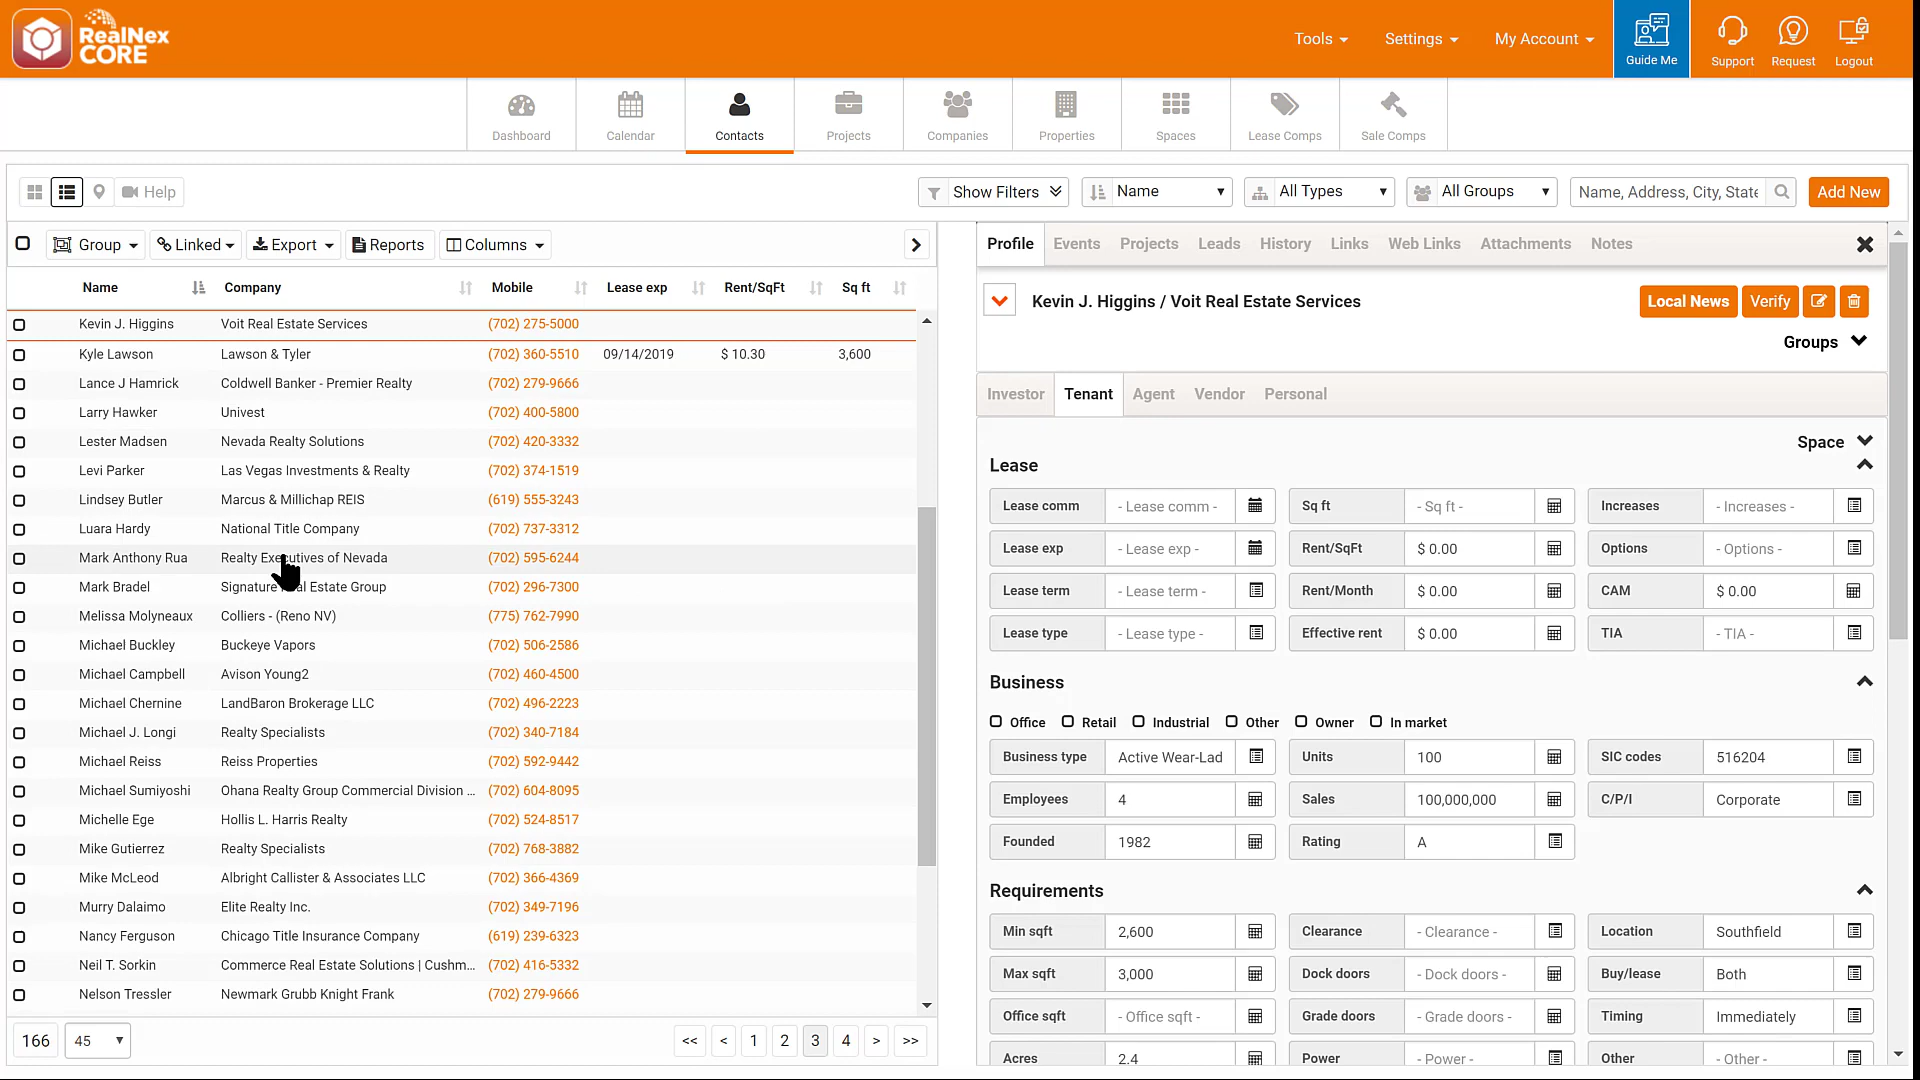 RealNex
CORE
Tools
Settings
My Account
Guide Me
Support
Request
Logout
Dashboard
Calendar
Contacts
Projects
Companies
Properties
Spaces
Lease Comps
Sale Comps
Help
Show Filters
Name
All Types
All Groups
Name, Address, City, State
Add New
Group
Linked
Export
Reports
Columns
Name Company Mobile Lease exp Rent/SqFt Sq ft
Kevin J. Higgins Voit Real Estate Services (702) 275-5000
Kyle Lawson Lawson & Tyler (702) 360-5510 09/14/2019 $ 10.30 3,600
Lance J Hamrick Coldwell Banker - Premier Realty (702) 279-9666
Larry Hawker Univest (702) 400-5800
Lester Madsen Nevada Realty Solutions (702) 420-3332
Levi Parker Las Vegas Investments & Realty (702) 374-1519
Lindsey Butler Marcus & Millichap REIS (619) 555-3243
Luara Hardy National Title Company (702) 737-3312
Mark Anthony Rua Realty Executives of Nevada (702) 595-6244
Mark Bradel Signature Real Estate Group (702) 296-7300
Melissa Molyneaux Colliers - (Reno NV) (775) 762-7990
Michael Buckley Buckeye Vapors (702) 506-2586
Michael Campbell Avison Young2 (702) 460-4500
Michael Chernine LandBaron Brokerage LLC (702) 496-2223
Michael J. Longi Realty Specialists (702) 340-7184
Michael Reiss Reiss Properties (702) 592-9442
Michael Sumiyoshi Ohana Realty Group Commercial Division ... (702) 604-8095
Michelle Ege Hollis L. Harris Realty (702) 524-8517
Mike Gutierrez Realty Specialists (702) 768-3882
Mike McLeod Albright Callister & Associates LLC (702) 366-4369
Murry Dalaimo Elite Realty Inc. (702) 349-7196
Nancy Ferguson Chicago Title Insurance Company (619) 239-6323
Neil T. Sorkin Commerce Real Estate Solutions | Cushm... (702) 416-5332
Nelson Tressler Newmark Grubb Knight Frank (702) 279-9666
166 45 << < 1 2 3 4 > >>
Profile Events Projects Leads History Links Web Links Attachments Notes
Kevin J. Higgins / Voit Real Estate Services
Local News
Verify
Groups
Investor Tenant Agent Vendor Personal
Space
Lease
Lease comm - Lease comm - Sq ft - Sq ft - Increases - Increases -
Lease exp - Lease exp - Rent/SqFt $ 0.00 Options - Options -
Lease term - Lease term - Rent/Month $ 0.00 CAM $ 0.00
Lease type - Lease type - Effective rent $ 0.00 TIA - TIA -
Business
Office Retail Industrial Other Owner In market
Business type Active Wear-Lad Units 100 SIC codes 516204
Employees 4 Sales 100,000,000 C/P/I Corporate
Founded 1982 Rating A
Requirements
Min sqft 2,600 Clearance - Clearance - Location Southfield
Max sqft 3,000 Dock doors - Dock doors - Buy/lease Both
Office sqft - Office sqft - Grade doors - Grade doors - Timing Immediately
Acres 2.4 Power - Power - Other - Other -